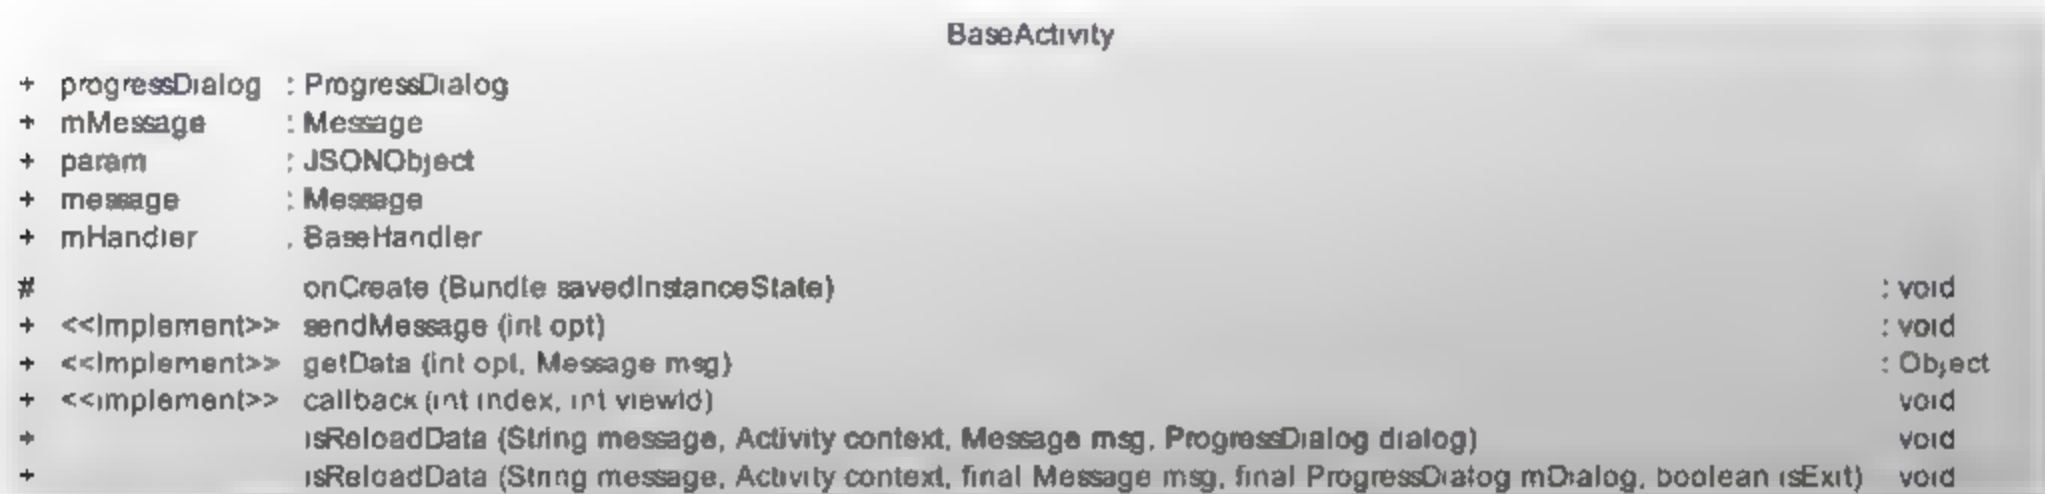 BaseActivity
+ progressDialog : ProgressDialog
+ mMessage : Message
+ param : JSONObject
+ message : Message
+ mHandler : BaseHandler
# onCreate (Bundle savedInstanceState) : void
+ <<Implement>> sendMessage (int opt) : void
+ <<Implement>> getData (int opt, Message msg) : Object
+ <<implement>> callback (int index, int viewId) void
+ isReloadData (String message, Activity context, Message msg, ProgressDialog dialog) void
+ isReloadData (String message, Activity context, final Message msg, final ProgressDialog mDialog, boolean isExit) void